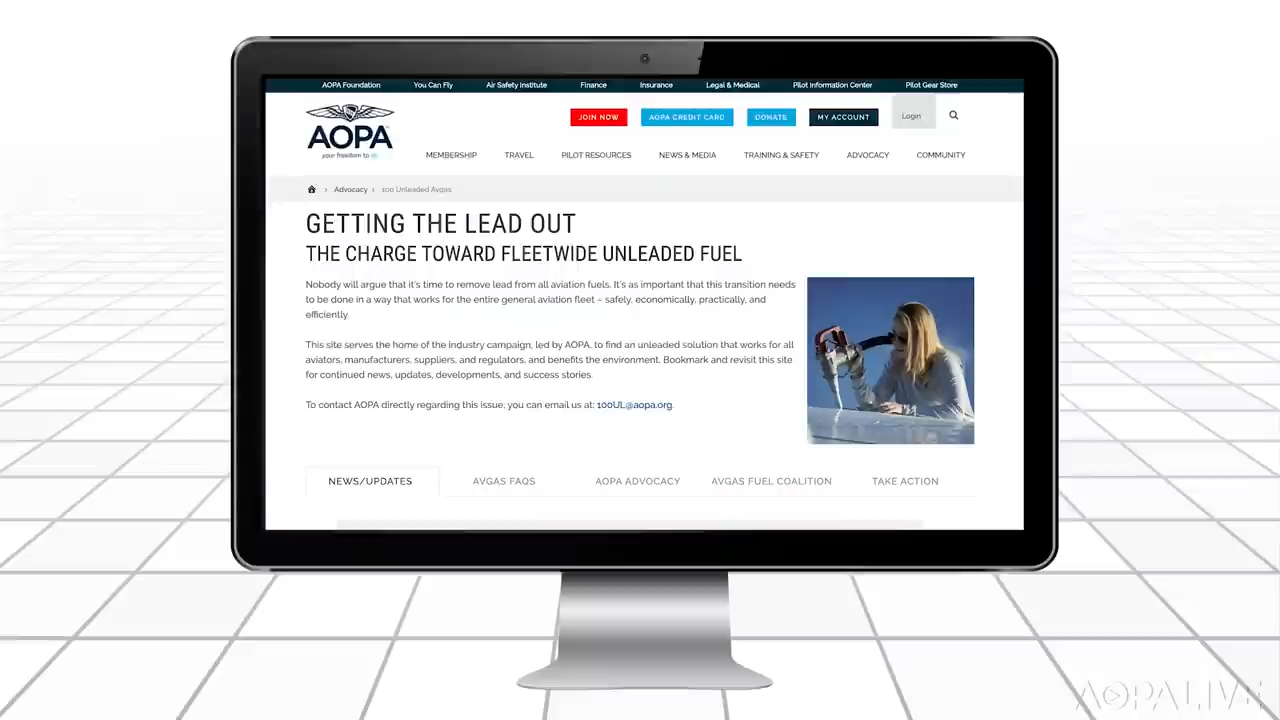 AOPA Foundation You Can Fly Air Safety Institute Finance Insurance Legal & Medical Pilot Information Center Pilot Gear Store
JOIN NOW AOPA CREDIT CARD DONATE MY ACCOUNT Login
AOPA
your freedom to fly
MEMBERSHIP TRAVEL PILOT RESOURCES NEWS & MEDIA TRAINING & SAFETY ADVOCACY COMMUNITY
> Advocacy > 100 Unleaded Avgas
GETTING THE LEAD OUT
THE CHARGE TOWARD FLEETWIDE UNLEADED FUEL
Nobody will argue that it's time to remove lead from all aviation fuels. It's as important that this transition needs
to be done in a way that works for the entire general aviation fleet – safely, economically, practically, and
efficiently.
This site serves the home of the industry campaign, led by AOPA, to find an unleaded solution that works for all
aviators, manufacturers, suppliers, and regulators, and benefits the environment. Bookmark and revisit this site
for continued news, updates, developments, and success stories.
To contact AOPA directly regarding this issue, you can email us at: 100UL@aopa.org.
NEWS/UPDATES AVGAS FAQS AOPA ADVOCACY AVGAS FUEL COALITION TAKE ACTION
AOPALIVE